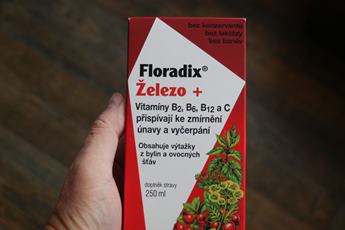 bez konzervantů
bez laktózy
bez barviv
Floradix®
Železo +
Vitamíny B2, B6, B12 a C
přispívají ke zmírnění
únavy a vyčerpání
Obsahuje výtažky
z bylin a ovocných
šťáv
doplněk stravy
250 ml